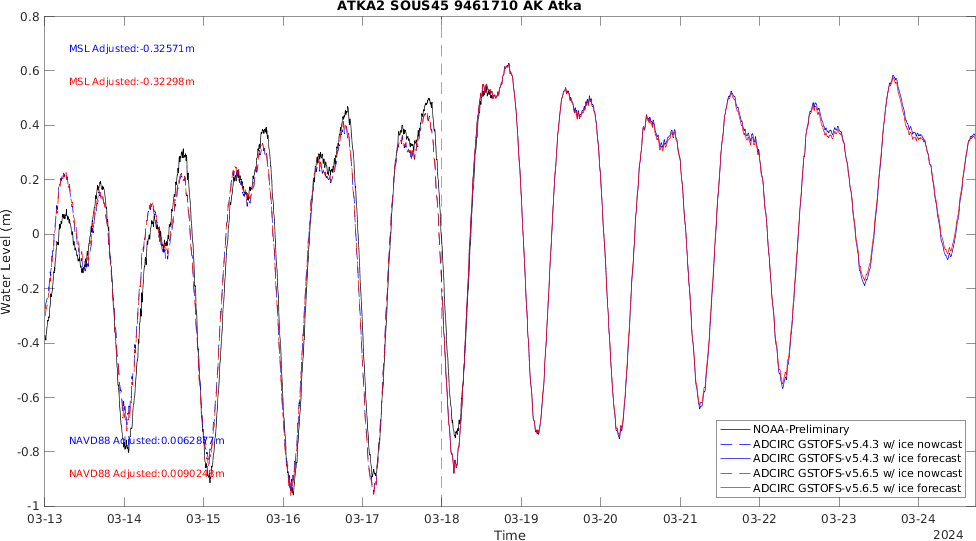 ATKA2 SOUS45 9461710 AK Atka
0.8
0.6
0.4
0.2
0
-0.2
-0.4
-0.6
-0.8
-1
Water Level (m)
MSL Adjusted:-0.32571m
MSL Adjusted:-0.32298m
NAVD88 Adjusted:0.0062877m
NAVD88 Adjusted:0.0090243m
NOAA-Preliminary
ADCIRC GSTOFS-v5.4.3 w/ ice nowcast
ADCIRC GSTOFS-v5.4.3 w/ ice forecast
ADCIRC GSTOFS-v5.6.5 w/ ice nowcast
ADCIRC GSTOFS-v5.6.5 w/ ice forecast
03-13 03-14 03-15 03-16 03-17 03-18 03-19 03-20 03-21 03-22 03-23 03-24
Time
2024